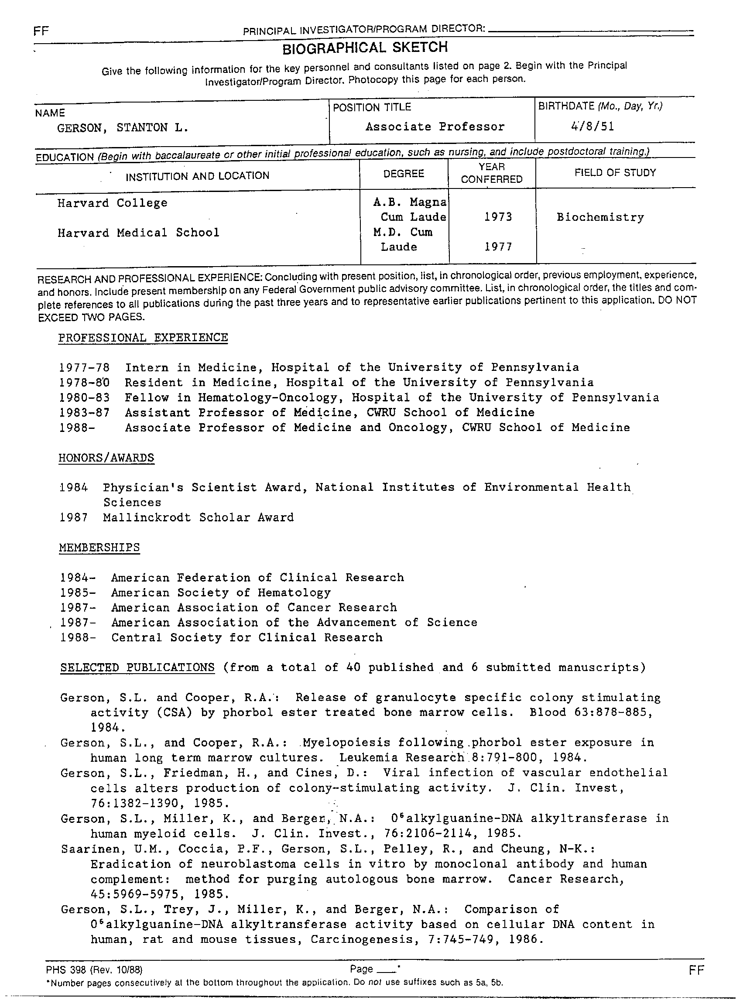 FF
PRINCIPAL INVESTIGATOR/PROGRAM DIRECTOR:
BIOGRAPHICAL SKETCH
Give the following information for the key personnel and consultants listed on page 2. Begin with the Principal
Investigator/Program Director. Photocopy this page for each person.
NAME
POSITION TITLE
BIRTHDATE (Mo., Day, Yr.)
GERSON, STANTON L.
Associate Professor
4/8/51
EDUCATION (Begin with baccalaureate or other initial professional education, such as nursing, and include postdoctoral training.)
INSTITUTION AND LOCATION
DEGREE
YEAR
CONFERRED
FIELD OF STUDY
Harvard College A.B. Magna
Cum Laude 1973 Biochemistry
Harvard Medical School M.D. Cum
Laude 1977
RESEARCH AND PROFESSIONAL EXPERIENCE: Concluding with present position, list, in chronological order, previous employment, experience,
and honors. Include present membership on any Federal Government public advisory committee. List, in chronological order, the titles and com-
plete references to all publications during the past three years and to representative earlier publications pertinent to this application. DO NOT
EXCEED TWO PAGES.
PROFESSIONAL EXPERIENCE
1977-78 Intern in Medicine, Hospital of the University of Pennsylvania
1978-80 Resident in Medicine, Hospital of the University of Pennsylvania
1980-83 Fellow in Hematology-Oncology, Hospital of the University of Pennsylvania
1983-87 Assistant Professor of Medicine, CWRU School of Medicine
1988- Associate Professor of Medicine and Oncology, CWRU School of Medicine
HONORS/AWARDS
1984 Physician's Scientist Award, National Institutes of Environmental Health
Sciences
1987 Mallinckrodt Scholar Award
MEMBERSHIPS
1984- American Federation of Clinical Research
1985- American Society of Hematology
1987- American Association of Cancer Research
1987- American Association of the Advancement of Science
1988- Central Society for Clinical Research
SELECTED PUBLICATIONS (from a total of 40 published and 6 submitted manuscripts)
Gerson, S.L. and Cooper, R.A.: Release of granulocyte specific colony stimulating
activity (CSA) by phorbol ester treated bone marrow cells. Blood 63:878-885,
1984.
Gerson, S.L., and Cooper, R.A.: Myelopoiesis following phorbol ester exposure in
human long term marrow cultures. Leukemia Research 8:791-800, 1984.
Gerson, S.L., Friedman, H., and Cines, D.: Viral infection of vascular endothelial
cells alters production of colony-stimulating activity. J. Clin. Invest,
76:1382-1390, 1985.
Gerson, S.L., Miller, K., and Berger, N.A.: O⁶alkylguanine-DNA alkyltransferase in
human myeloid cells. J. Clin. Invest., 76:2106-2114, 1985.
Saarinen, U.M., Coccia, P.F., Gerson, S.L., Pelley, R., and Cheung, N-K.:
Eradication of neuroblastoma cells in vitro by monoclonal antibody and human
complement: method for purging autologous bone marrow. Cancer Research,
45:5969-5975, 1985.
Gerson, S.L., Trey, J., Miller, K., and Berger, N.A.: Comparison of
O⁶alkylguanine-DNA alkyltransferase activity based on cellular DNA content in
human, rat and mouse tissues, Carcinogenesis, 7:745-749, 1986.
PHS 398 (Rev. 10/88)
Page ___*
FF
*Number pages consecutively at the bottom throughout the application. Do not use suffixes such as 5a, 5b.